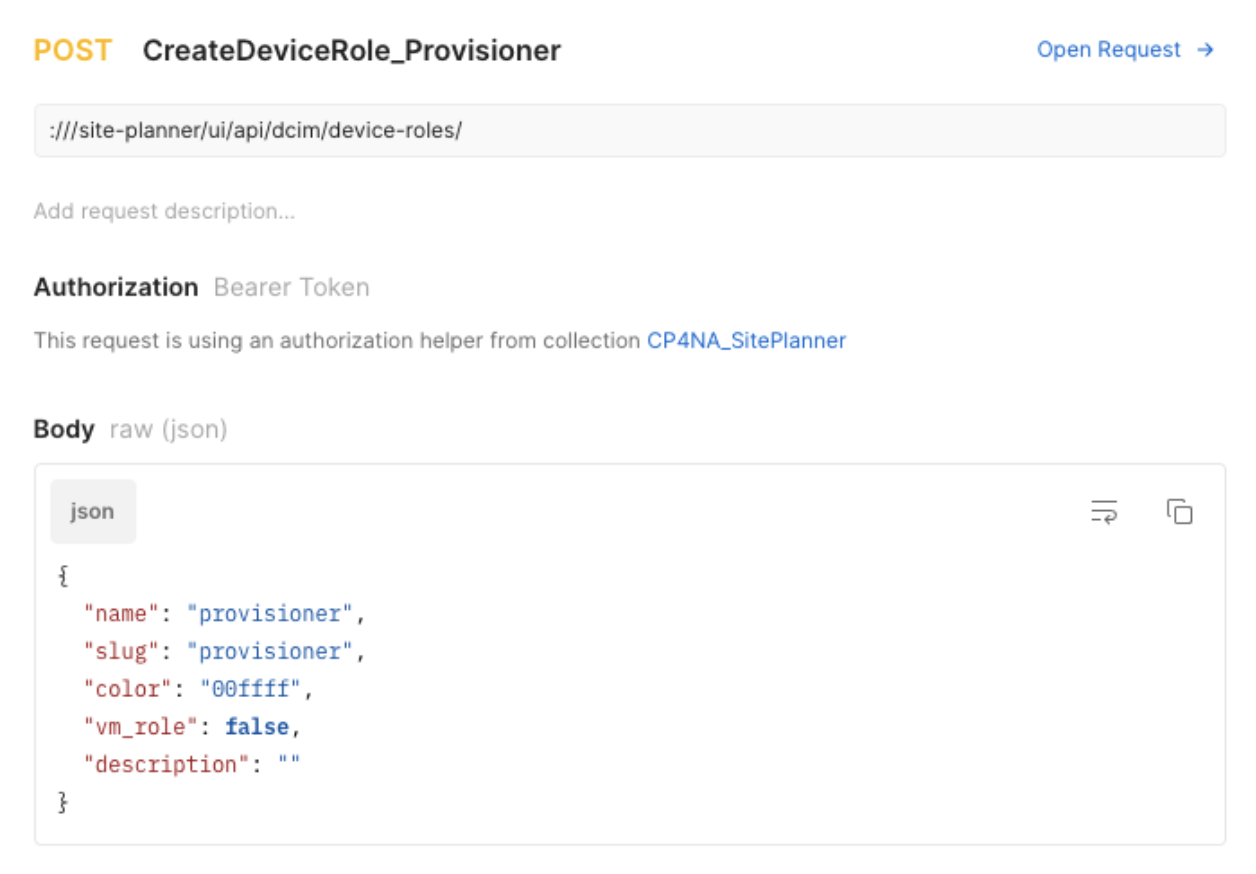 POST CreateDeviceRole_Provisioner Open Request →
:///site-planner/ui/api/dcim/device-roles/
Add request description...
Authorization Bearer Token
This request is using an authorization helper from collection CP4NA_SitePlanner
Body raw (json)
json
{
"name": "provisioner",
"slug": "provisioner",
"color": "00ffff",
"vm_role": false,
"description": ""
}